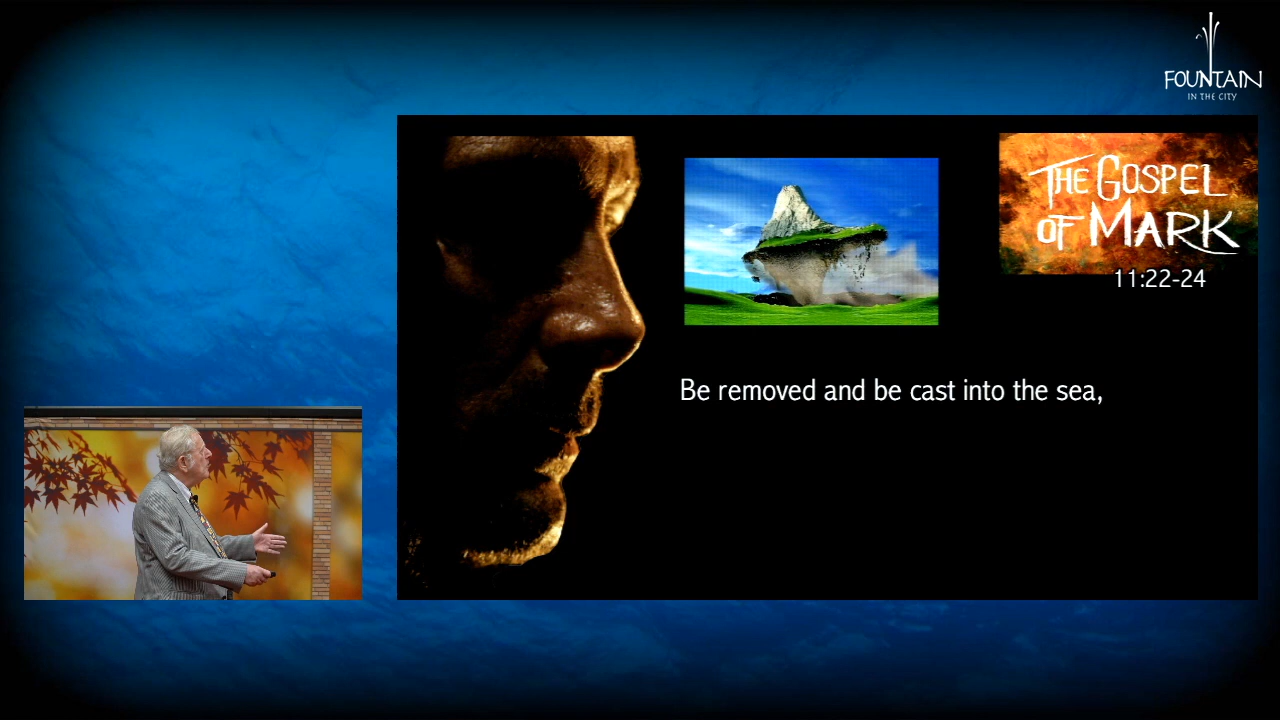 FOUNTAIN
IN THE CITY
THE GOSPEL
OF MARK
11:22-24
Be removed and be cast into the sea,